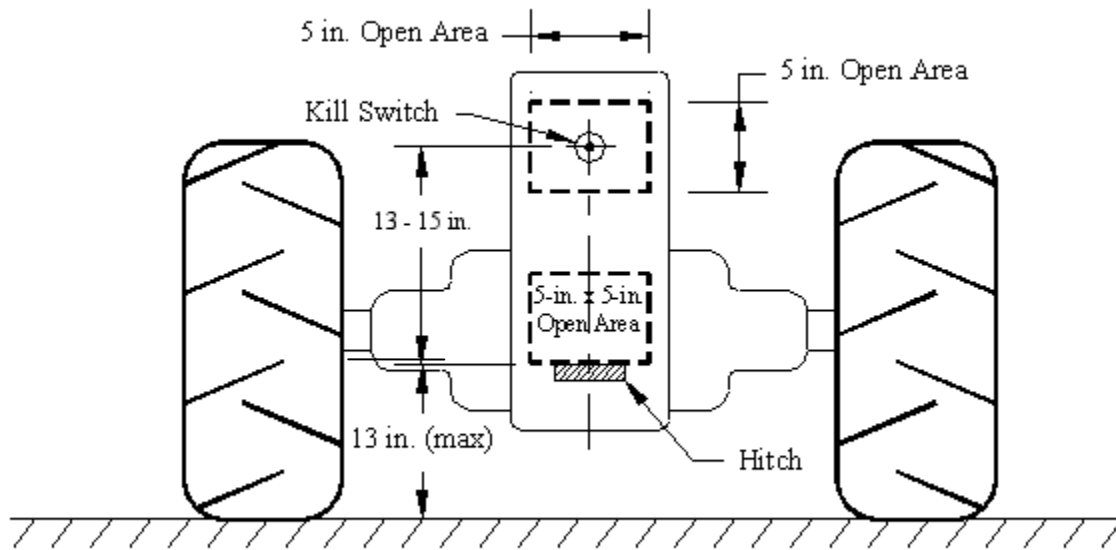 5 in. Open Area
5 in. Open Area
Kill Switch
13 - 15 in.
5-in. x 5-in.
Open Area
13 in. (max)
Hitch